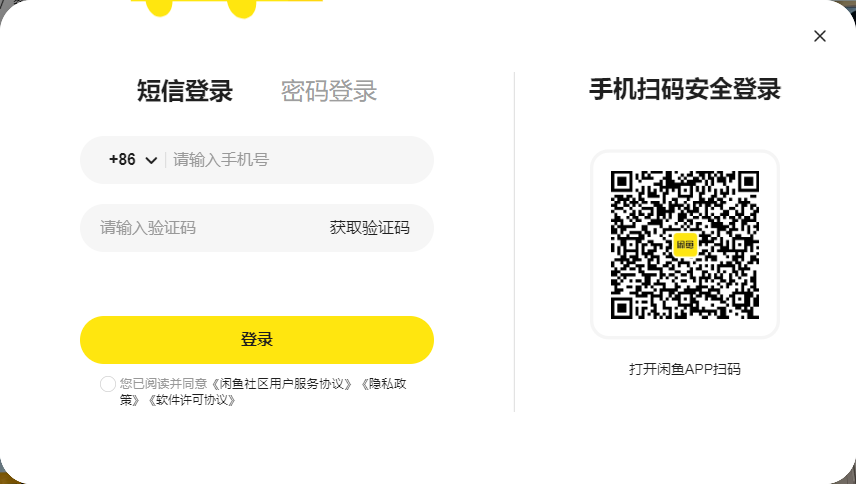 短信登录
密码登录
+86
请输入手机号
请输入验证码
获取验证码
登录
您已阅读并同意《闲鱼社区用户服务协议》《隐私政
策》《软件许可协议》
手机扫码安全登录
闲鱼
打开闲鱼APP扫码